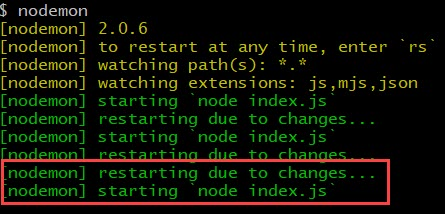 $ nodemon
[nodemon] 2.0.6
[nodemon] to restart at any time, enter `rs`
[nodemon] watching path(s): *.*
[nodemon] watching extensions: js,mjs,json
[nodemon] starting `node index.js`
[nodemon] restarting due to changes...
[nodemon] starting `node index.js`
[nodemon] restarting due to changes...
[nodemon] restarting due to changes...
[nodemon] starting `node index.js`